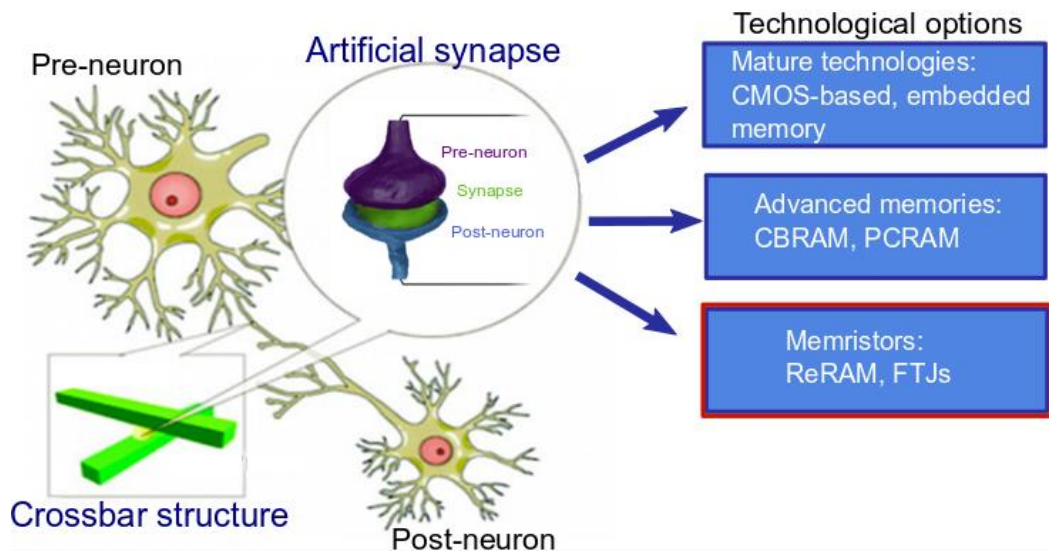 Technological options
Artificial synapse
Pre-neuron
Mature technologies:
CMOS-based, embedded
memory
Pre-neuron
Synapse
Post-neuron
Advanced memories:
CBRAM, PCRAM
Memristors:
ReRAM, FTJs
Crossbar structure
Post-neuron